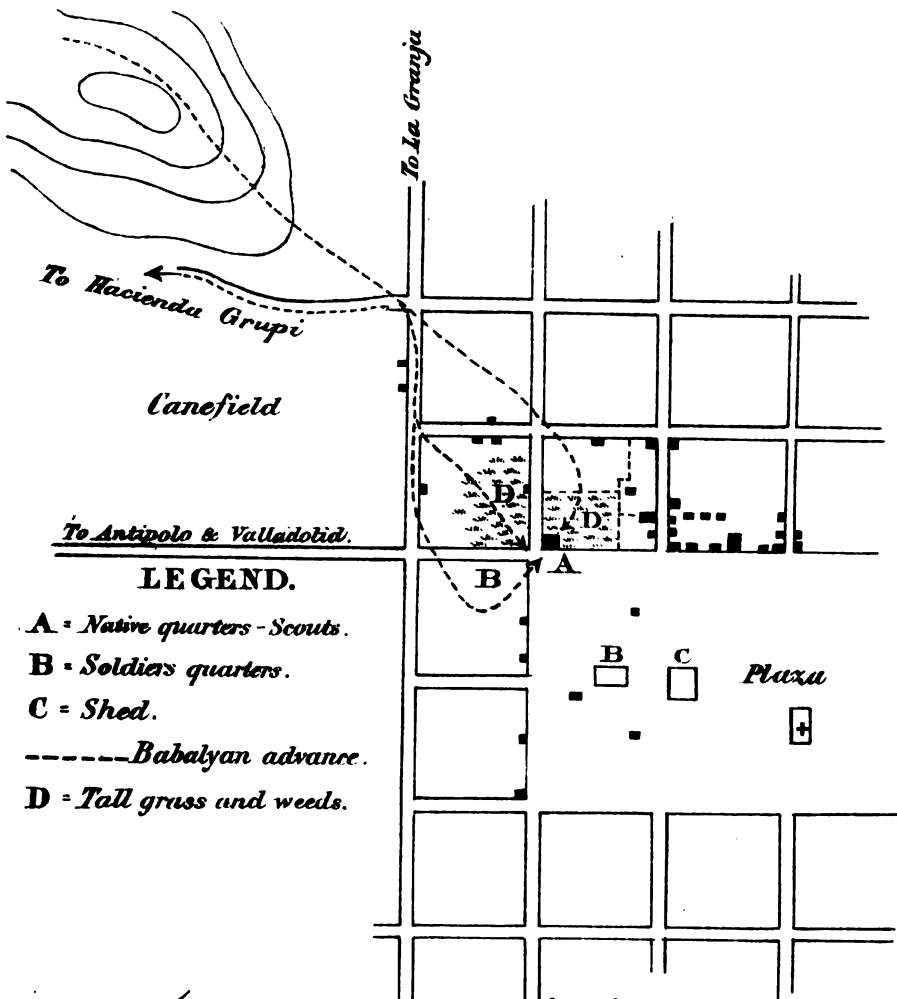 To La Granja
To Hacienda Grupi
Canefield
D
D
To Antipolo & Valladolid.
A
B
LEGEND.
A = Native quarters - Scouts.
B = Soldiers quarters.
C = Shed.
Babalyan advance.
D = Tall grass and weeds.
B
C
Plaza